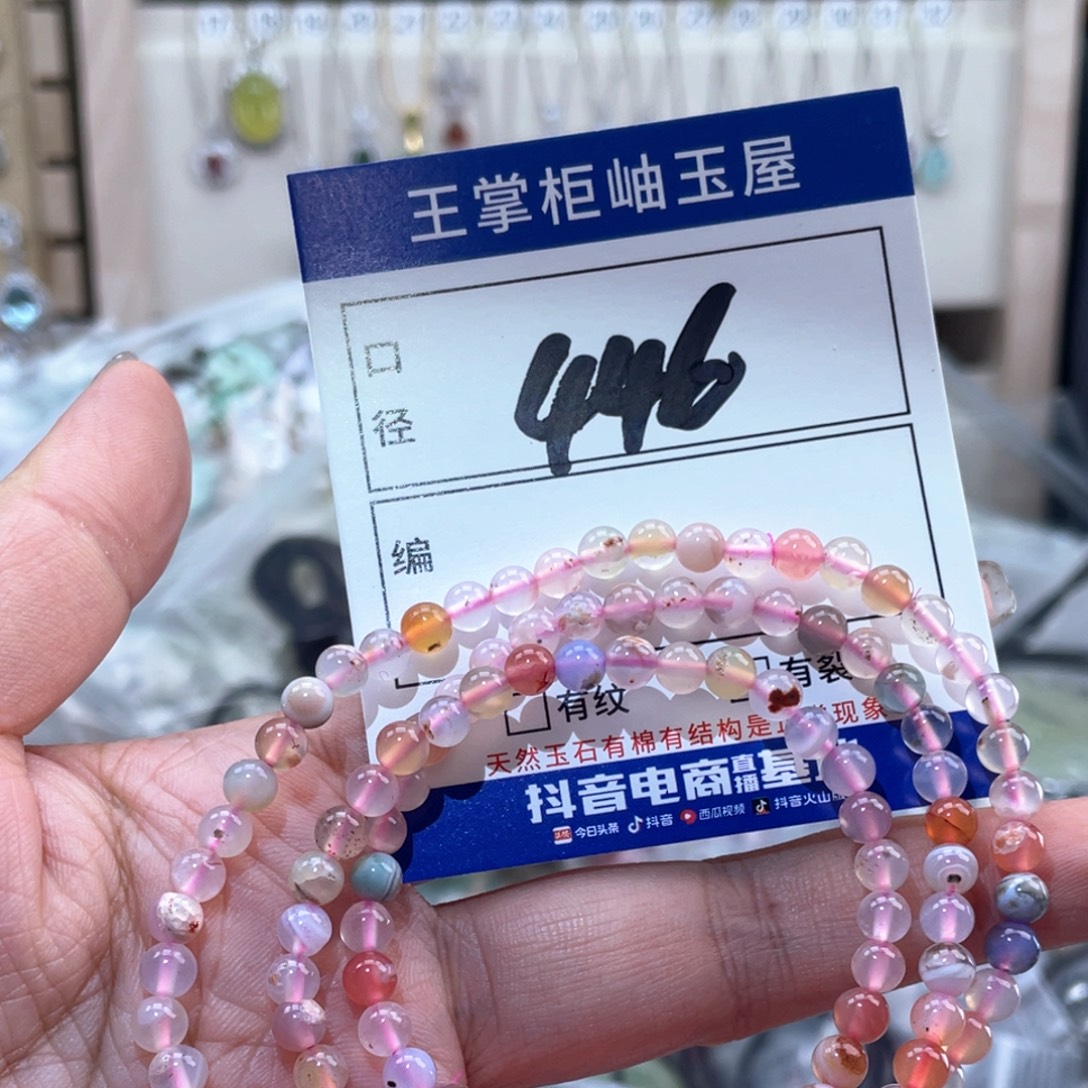 王掌柜岫玉屋
口径
446
编
有纹
有裂
天然玉石有棉有结构是正常现象
抖音电商直播基
今日头条 抖音 西瓜视频 抖音火山版